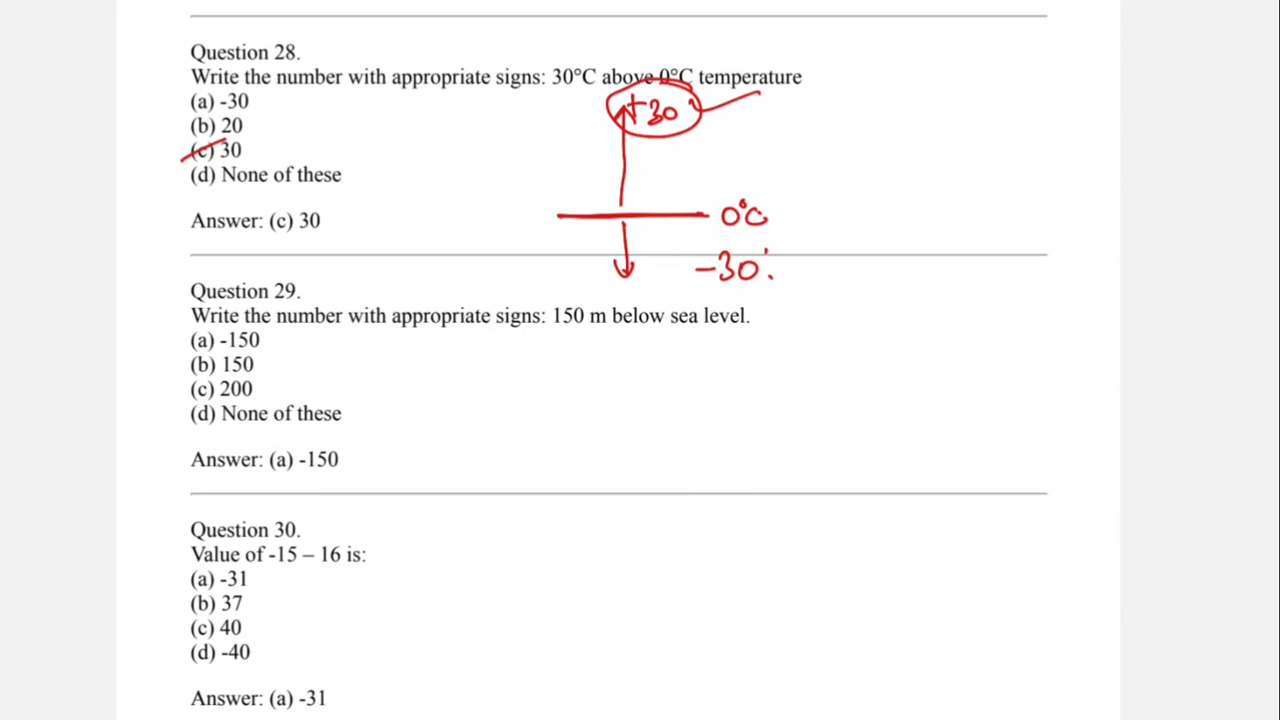 Question 28.
Write the number with appropriate signs: 30°C above 0°C temperature
(a) -30
+30
(b) 20
(c) 30
(d) None of these
0°C
Answer: (c) 30
-30°
Question 29.
Write the number with appropriate signs: 150 m below sea level.
(a) -150
(b) 150
(c) 200
(d) None of these
Answer: (a) -150
Question 30.
Value of -15 – 16 is:
(a) -31
(b) 37
(c) 40
(d) -40
Answer: (a) -31